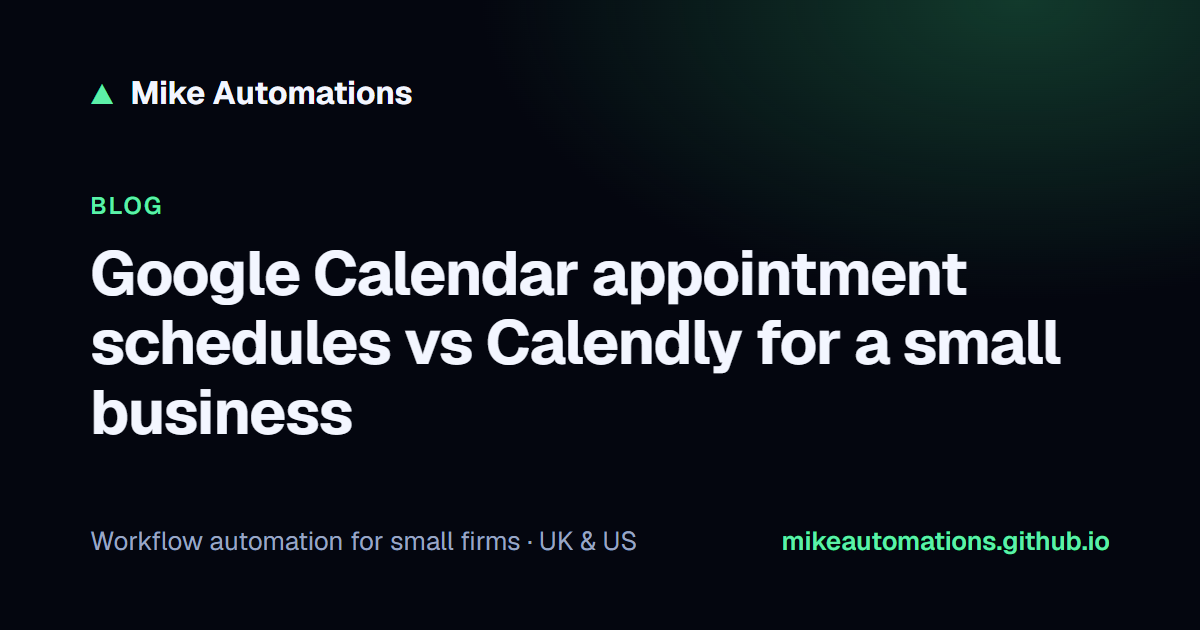 Mike Automations
BLOG
Google Calendar appointment
schedules vs Calendly for a small
business
Workflow automation for small firms · UK & US
mikeautomations.github.io